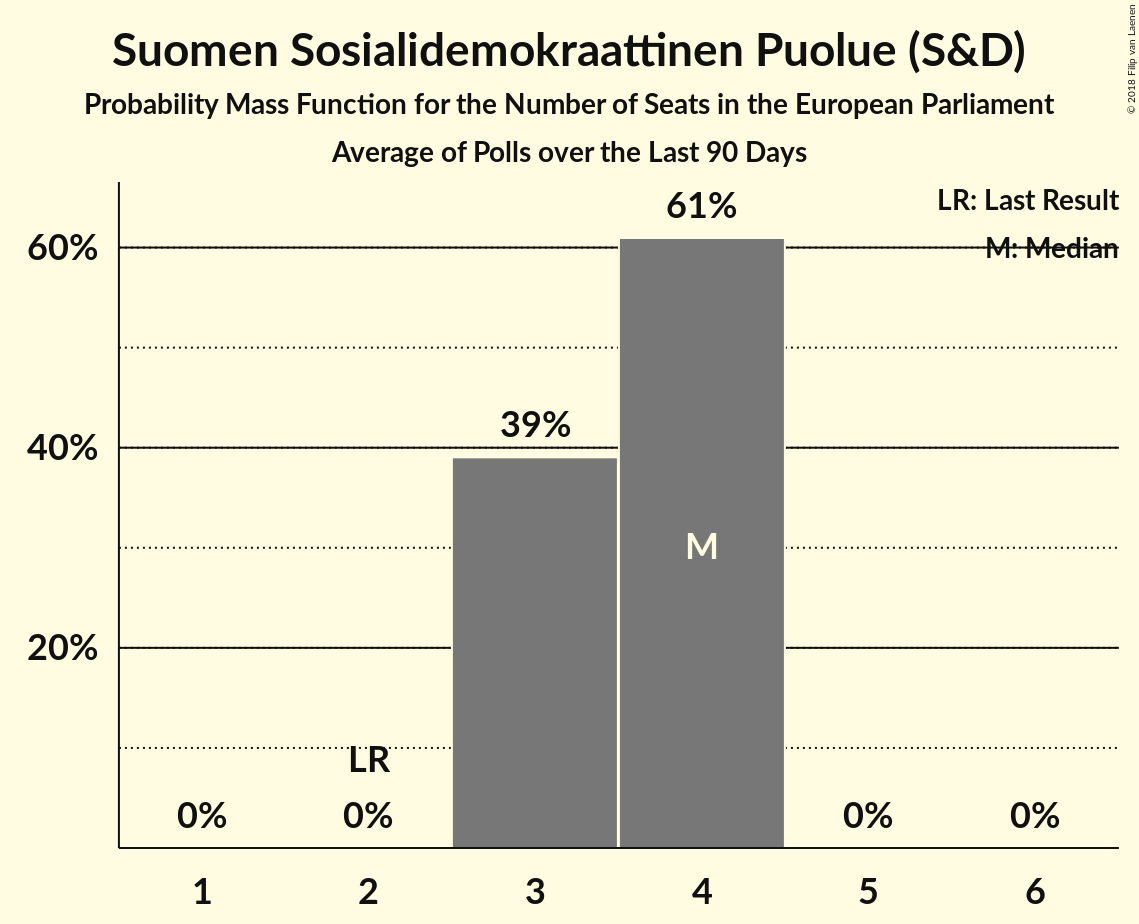 Suomen Sosialidemokraattinen Puolue (S&D)
Probability Mass Function for the Number of Seats in the European Parliament
Average of Polls over the Last 90 Days
© 2018 Filip van Laenen
LR: Last Result
M: Median
60%
40%
20%
61%
39%
M
LR
0%
0%
0%
0%
1
2
3
4
5
6